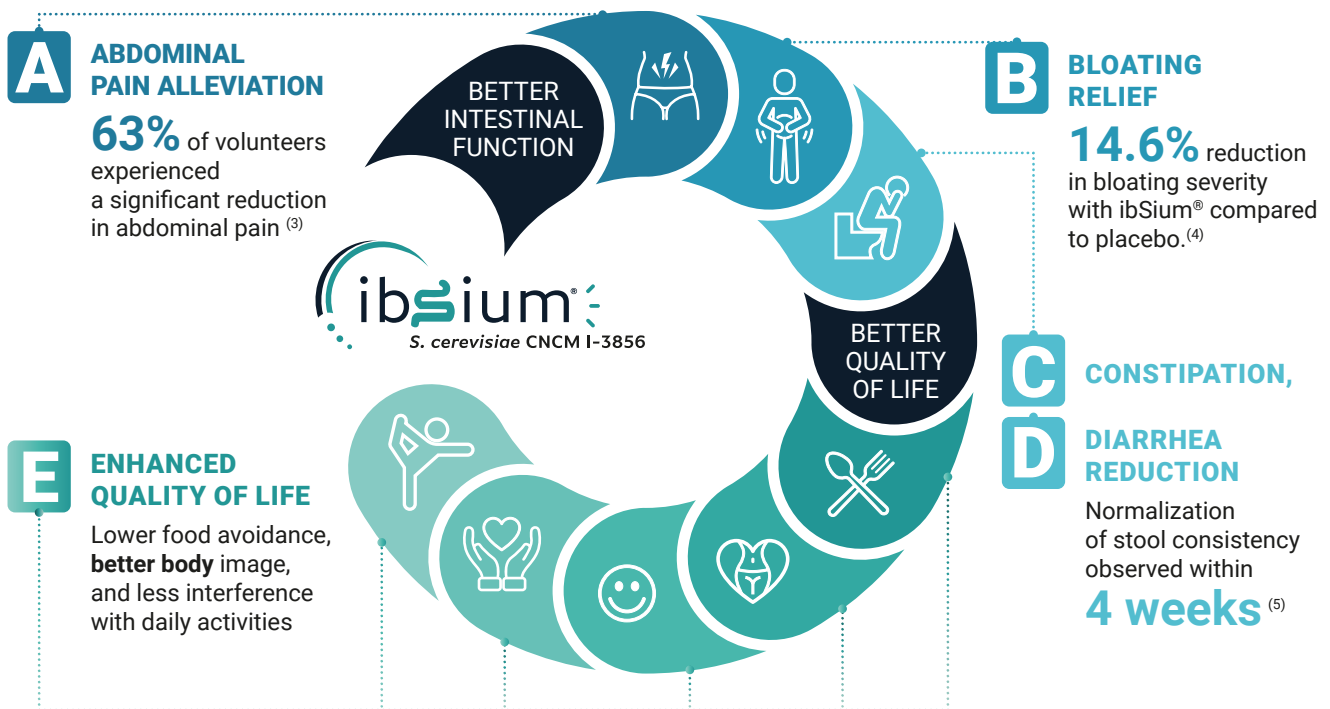 A
ABDOMINAL
PAIN ALLEVIATION
63% of volunteers
experienced
a significant reduction
in abdominal pain (3)
BETTER
INTESTINAL
FUNCTION
B
BLOATING
RELIEF
14.6% reduction
in bloating severity
with ibSium® compared
to placebo.(4)
ibSium®
S. cerevisiae CNCM I-3856
BETTER
QUALITY
OF LIFE
C
CONSTIPATION,
D
DIARRHEA
REDUCTION
Normalization
of stool consistency
observed within
4 weeks (5)
E
ENHANCED
QUALITY OF LIFE
Lower food avoidance,
better body image,
and less interference
with daily activities